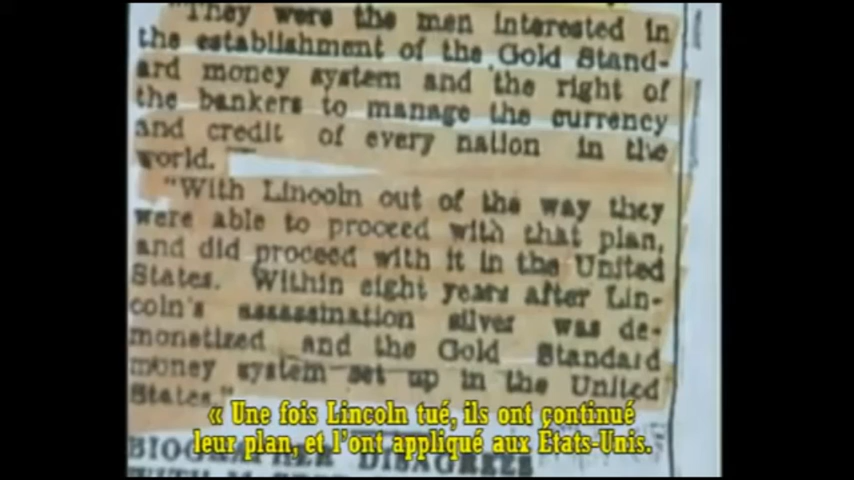 "They were the men interested in
the establishment of the Gold Stand-
ard money system and the right of
the bankers to manage the currency
and credit of every nation in the
world.
"With Lincoln out of the way they
were able to proceed with that plan,
and did proceed with it in the United
States. Within eight years after Lin-
coln's assassination silver was de-
monetized and the Gold Standard
money system set up in the United
States."
« Une fois Lincoln tué, ils ont continué
leur plan, et l'ont appliqué aux États-Unis.
BIOGRAPHER DISAGREES